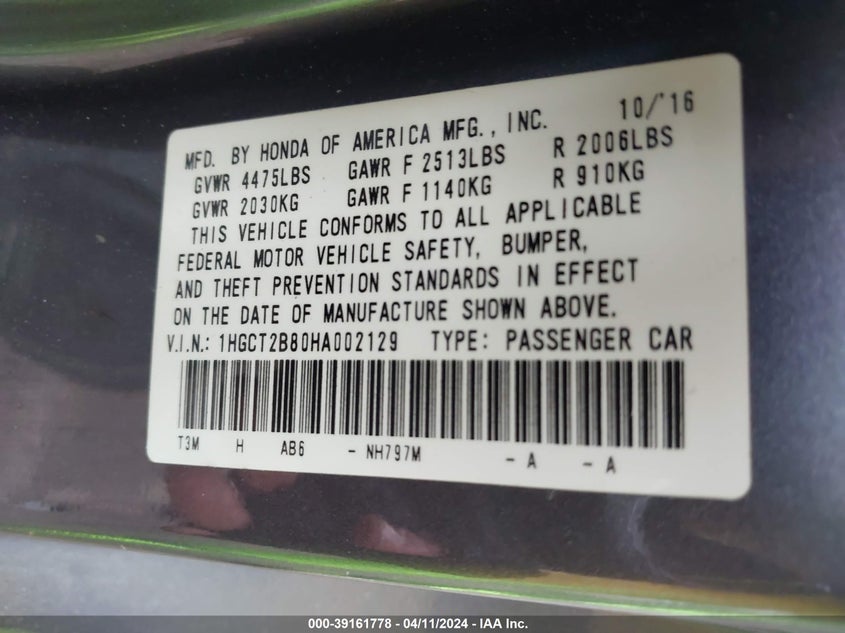 10/'16
MFD. BY HONDA OF AMERICA MFG., INC.
GVWR 4475LBS GAWR F 2513LBS R 2006LBS
GVWR 2030KG GAWR F 1140KG R 910KG
THIS VEHICLE CONFORMS TO ALL APPLICABLE
FEDERAL MOTOR VEHICLE SAFETY, BUMPER,
AND THEFT PREVENTION STANDARDS IN EFFECT
ON THE DATE OF MANUFACTURE SHOWN ABOVE.
V.I.N.: 1HGCT2B80HA002129 TYPE: PASSENGER CAR
T3M H AB6 - NH797M - A - A
000-39161778 - 04/11/2024 - IAA Inc.